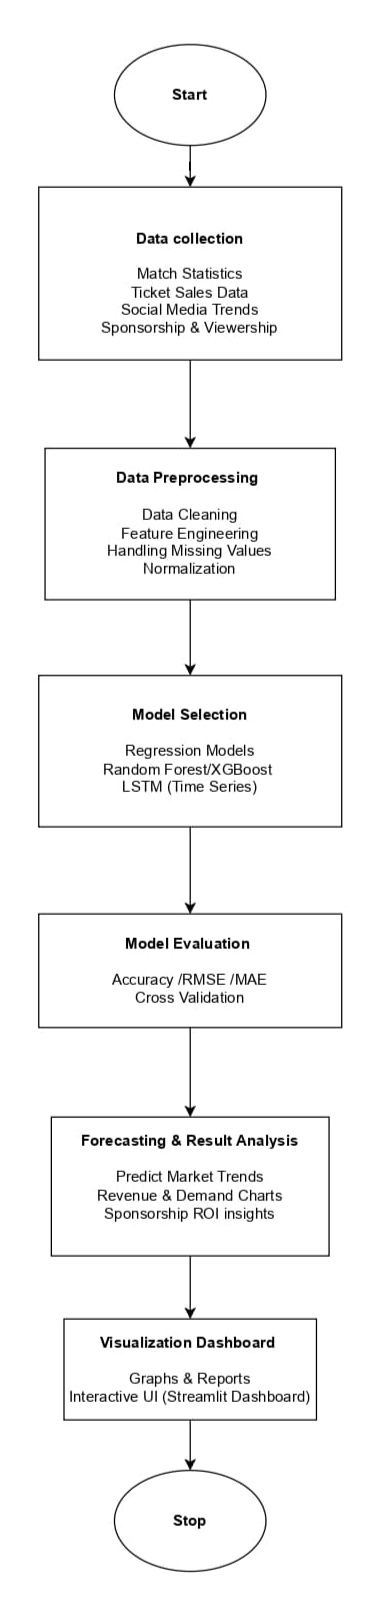 Start
Data collection
Match Statistics
Ticket Sales Data
Social Media Trends
Sponsorship & Viewership
Data Preprocessing
Data Cleaning
Feature Engineering
Handling Missing Values
Normalization
Model Selection
Regression Models
Random Forest/XGBoost
LSTM (Time Series)
Model Evaluation
Accuracy /RMSE /MAE
Cross Validation
Forecasting & Result Analysis
Predict Market Trends
Revenue & Demand Charts
Sponsorship ROI insights
Visualization Dashboard
Graphs & Reports
Interactive UI (Streamlit Dashboard)
Stop